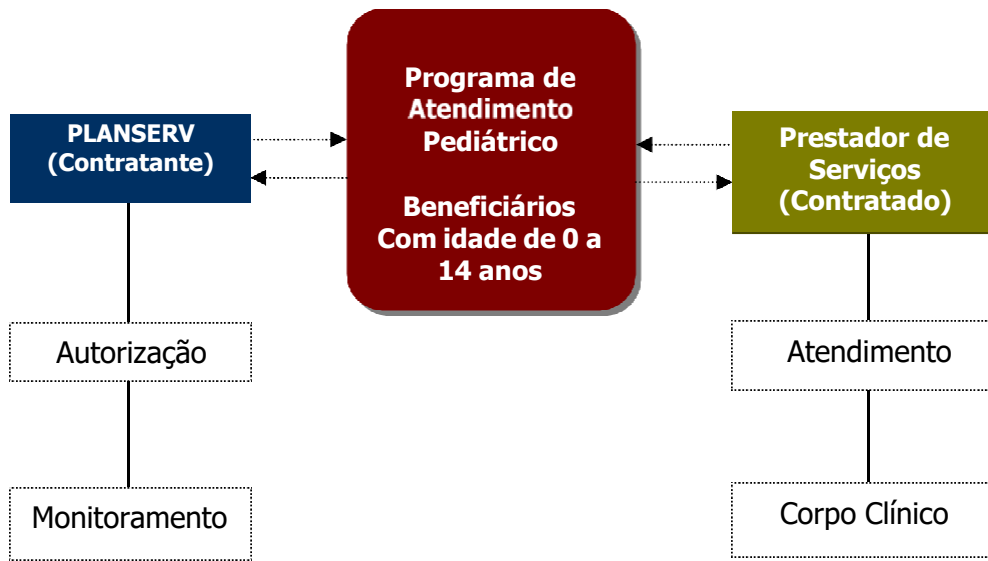 Programa de
Atendimento
Pediátrico
Beneficiários
Com idade de 0 a
14 anos
PLANSERV
(Contratante)
Prestador de
Serviços
(Contratado)
Autorização
Atendimento
Monitoramento
Corpo Clínico